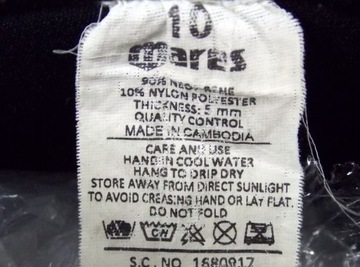 10
mares
90% NEOPRENE
10% NYLON POLYESTER
THICKNESS: 5 mm
QUALITY CONTROL
MADE IN CAMBODIA
CARE AND USE
HAND IN COOL WATER
HANG TO DRIP DRY
STORE AWAY FROM DIRECT SUNLIGHT
TO AVOID CREASING HAND OR LAY FLAT.
DO NOT FOLD
CH
S.C. NO 1680917